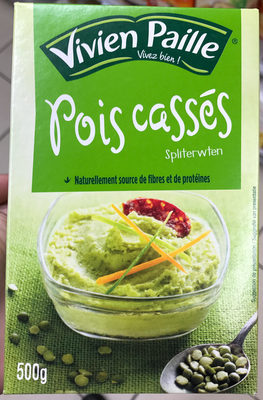 Vivien Paille®
Vivez bien !
Pois cassés
Spliterwten
Naturellement source de fibres et de protéines
500g